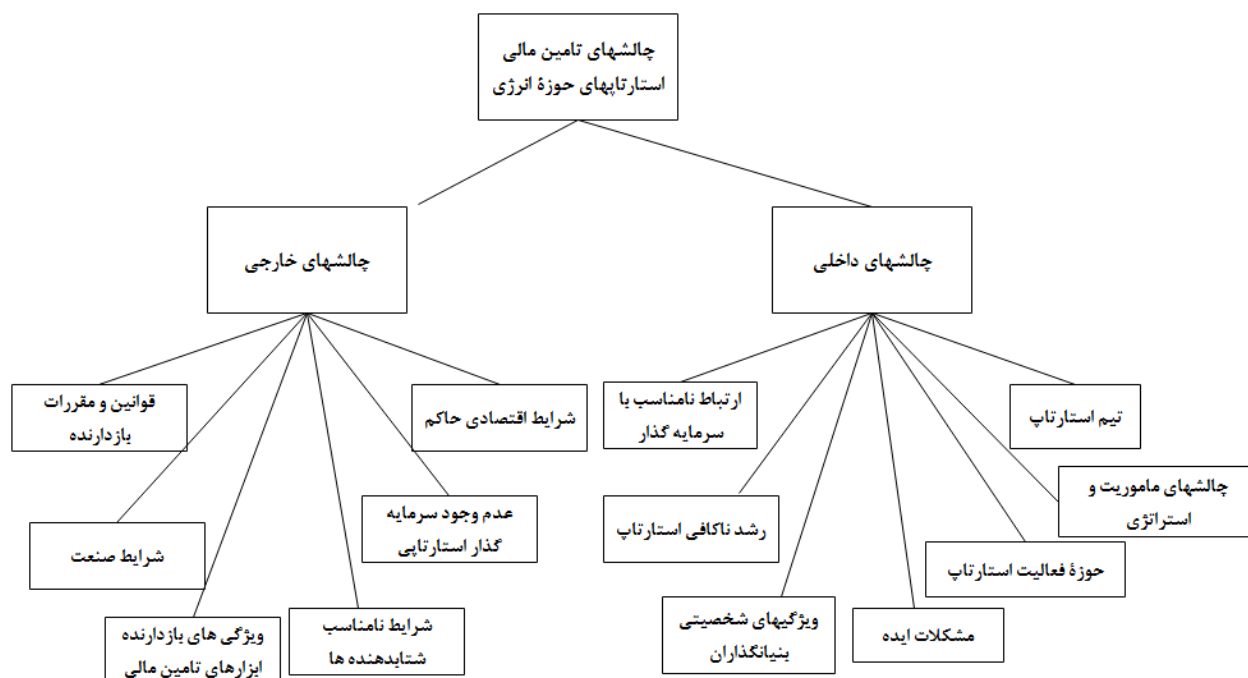 چالشهای تامین مالی
استارتاپهای حوزهٔ انرژی
چالشهای داخلی
چالشهای خارجی
تیم استارتاپ
ارتباط نامناسب با
سرمایه گذار
چالشهای ماموریت و
استراتژی
رشد ناکافی استارتاپ
حوزهٔ فعالیت استارتاپ
مشکلات ایده
ویژگیهای شخصیتی
بنیانگذاران
شرایط اقتصادی حاکم
قوانین و مقررات
بازدارنده
عدم وجود سرمایه
گذار استارتاپی
شرایط صنعت
شرایط نامناسب
شتابدهنده ها
ویژگی های بازدارنده
ابزارهای تامین مالی